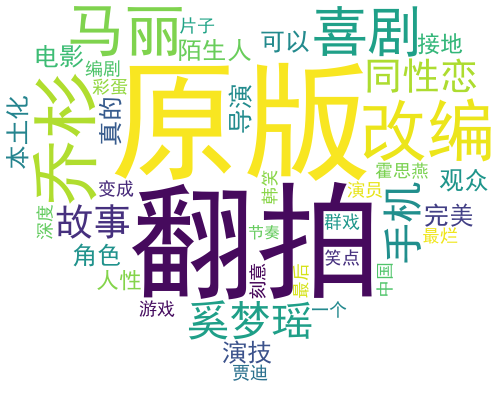 片子
马丽
喜剧
电影
陌生人
可以
接地
编剧
彩蛋
原版
同性恋
本土化
乔杉
真的
导演
改编
变成
翻拍
韩笑
演员
霍思燕
观众
深度
故事
手机
完美
节奏
群戏
最烂
角色
笑点
人性
刻意
最后
中国
游戏
奚梦瑶
一个
演技
贾迪